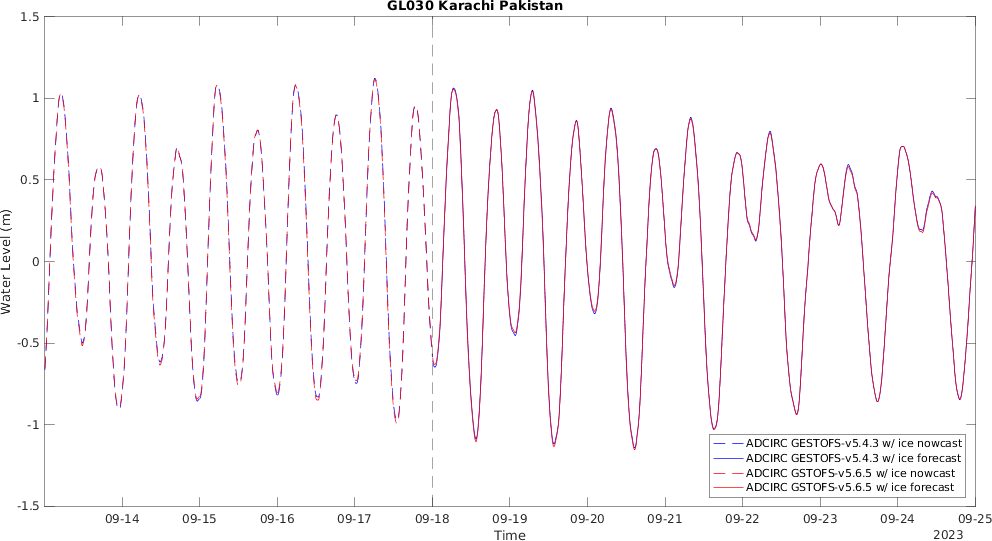 GL030 Karachi Pakistan
1.5
1
0.5
0
-0.5
-1
-1.5
Water Level (m)
ADCIRC GESTOFS-v5.4.3 w/ ice nowcast
ADCIRC GESTOFS-v5.4.3 w/ ice forecast
ADCIRC GSTOFS-v5.6.5 w/ ice nowcast
ADCIRC GSTOFS-v5.6.5 w/ ice forecast
09-14 09-15 09-16 09-17 09-18 09-19 09-20 09-21 09-22 09-23 09-24 09-25
Time
2023